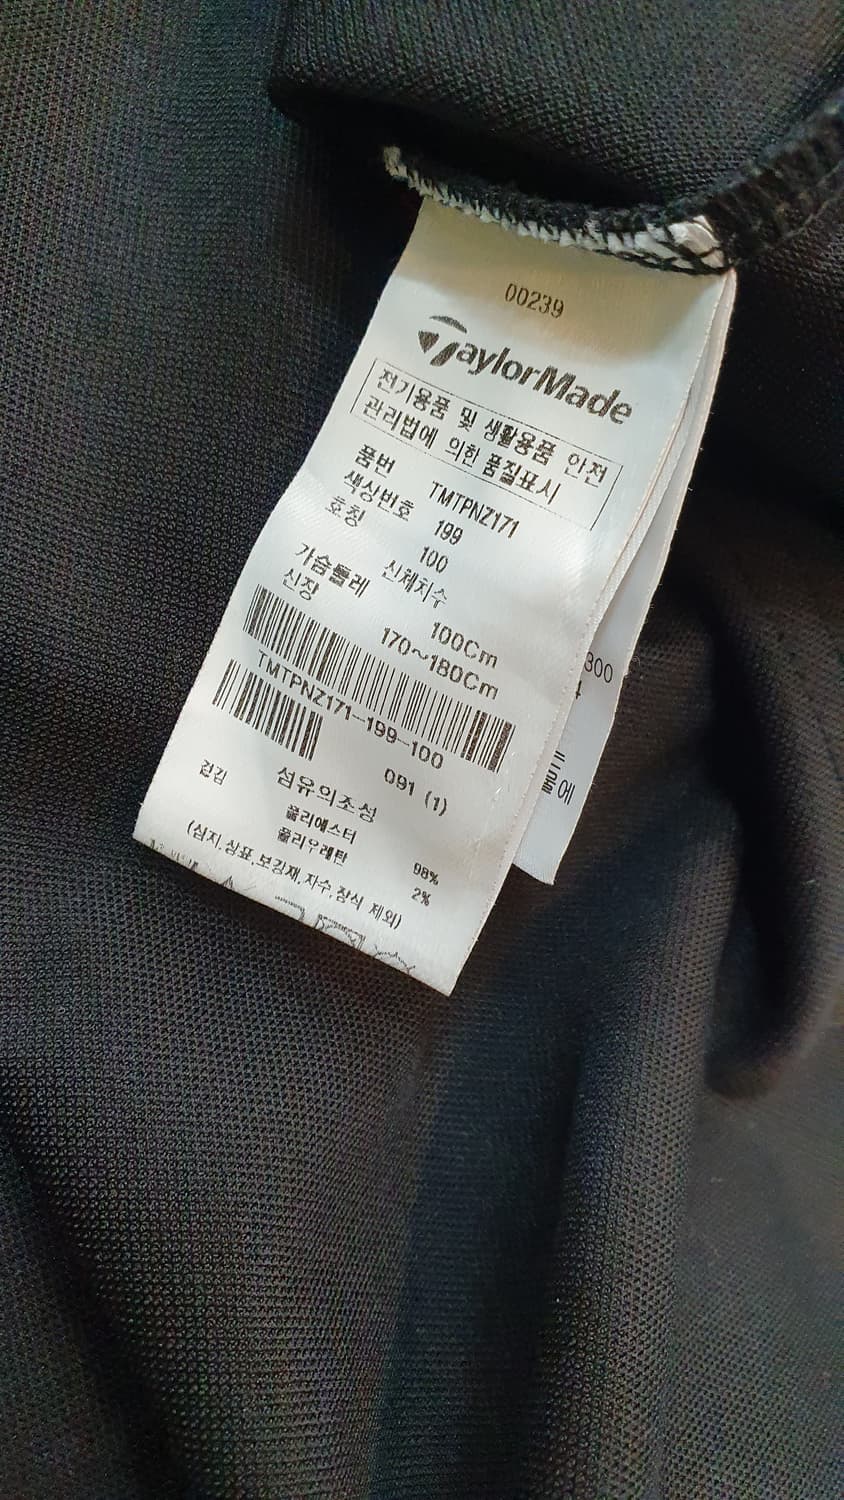 00239
TaylorMade
전기용품 및 생활용품 안전
관리법에 의한 품질표시
품번 TMTPNZ171
색상번호 199
호칭 100
신체치수
가슴둘레 100Cm
신장 170~180Cm
TMTPNZ171-199-100
091 (1)
섬유의조성
겉감 폴리에스터 98%
폴리우레탄 2%
(심지,상표,보강재,자수,장식 제외)
300